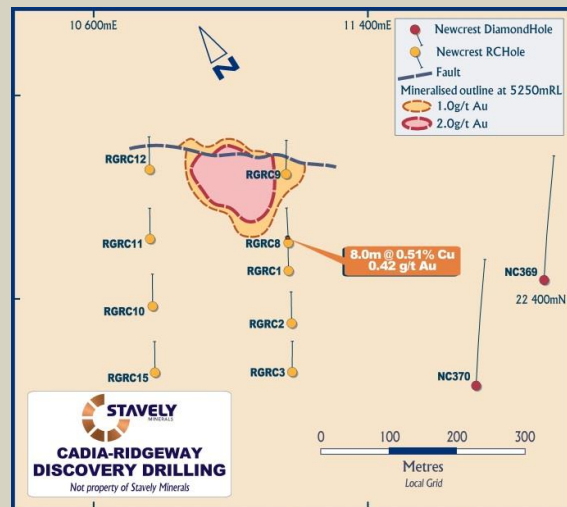 10 600mE
11 400mE
N
Newcrest DiamondHole
Newcrest RCHole
Fault
Mineralised outline at 5250mRL
1.0g/t Au
2.0g/t Au
RGRC12
RGRC9
RGRC11
RGRC8
8.0m @ 0.51% Cu
0.42 g/t Au
RGRC1
NC369
22 400mN
RGRC10
RGRC2
RGRC15
RGRC3
NC370
STAVELY
MINERALS
CADIA-RIDGEWAY
DISCOVERY DRILLING
Not property of Stavely Minerals
0 100 200 300
Metres
Local Grid